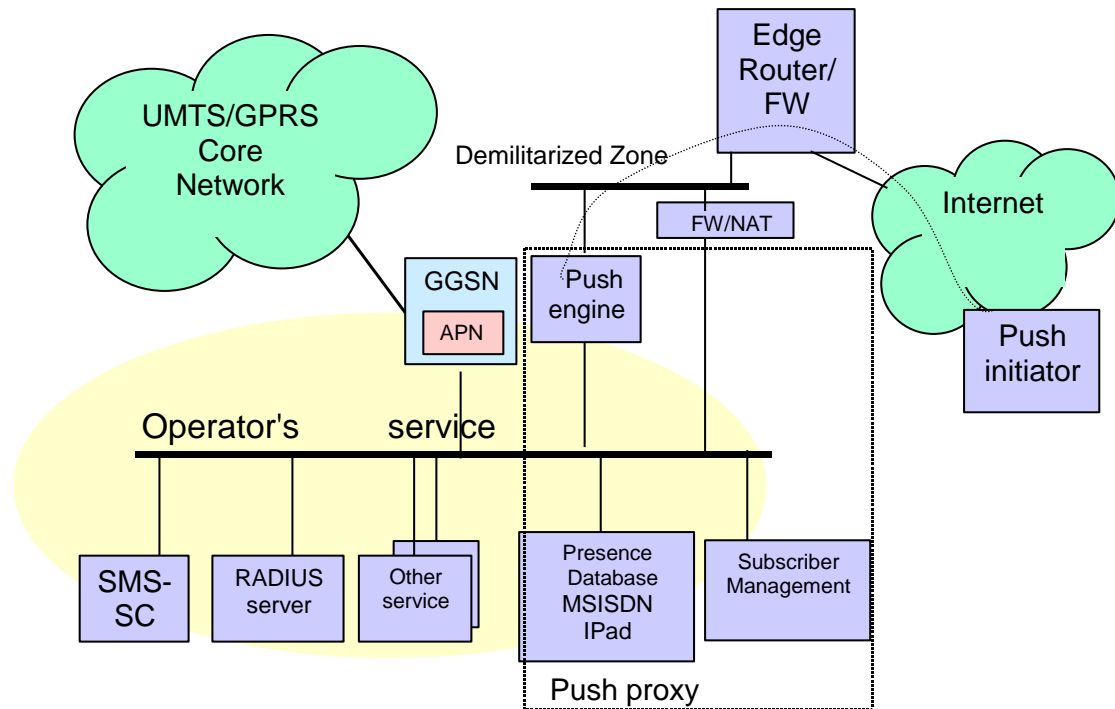 Edge
Router/
FW
UMTS/GPRS
Core
Network
Demilitarized Zone
Internet
FW/NAT
GGSN
APN
Push
engine
Push
initiator
Operator's service
SMS-
SC
RADIUS
server
Other
service
Presence
Database
MSISDN
IPad
Subscriber
Management
Push proxy